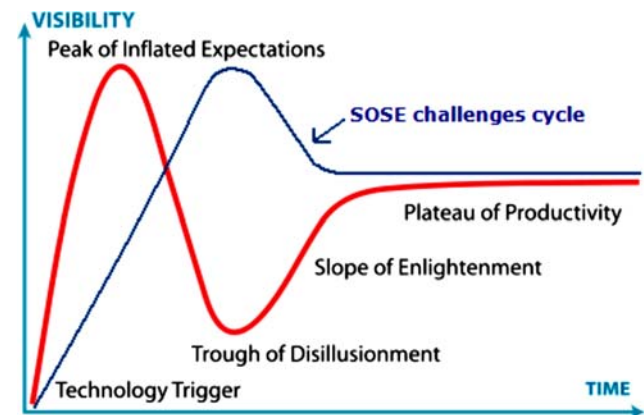 VISIBILITY
Peak of Inflated Expectations
SOSE challenges cycle
Plateau of Productivity
Slope of Enlightenment
Trough of Disillusionment
Technology Trigger
TIME